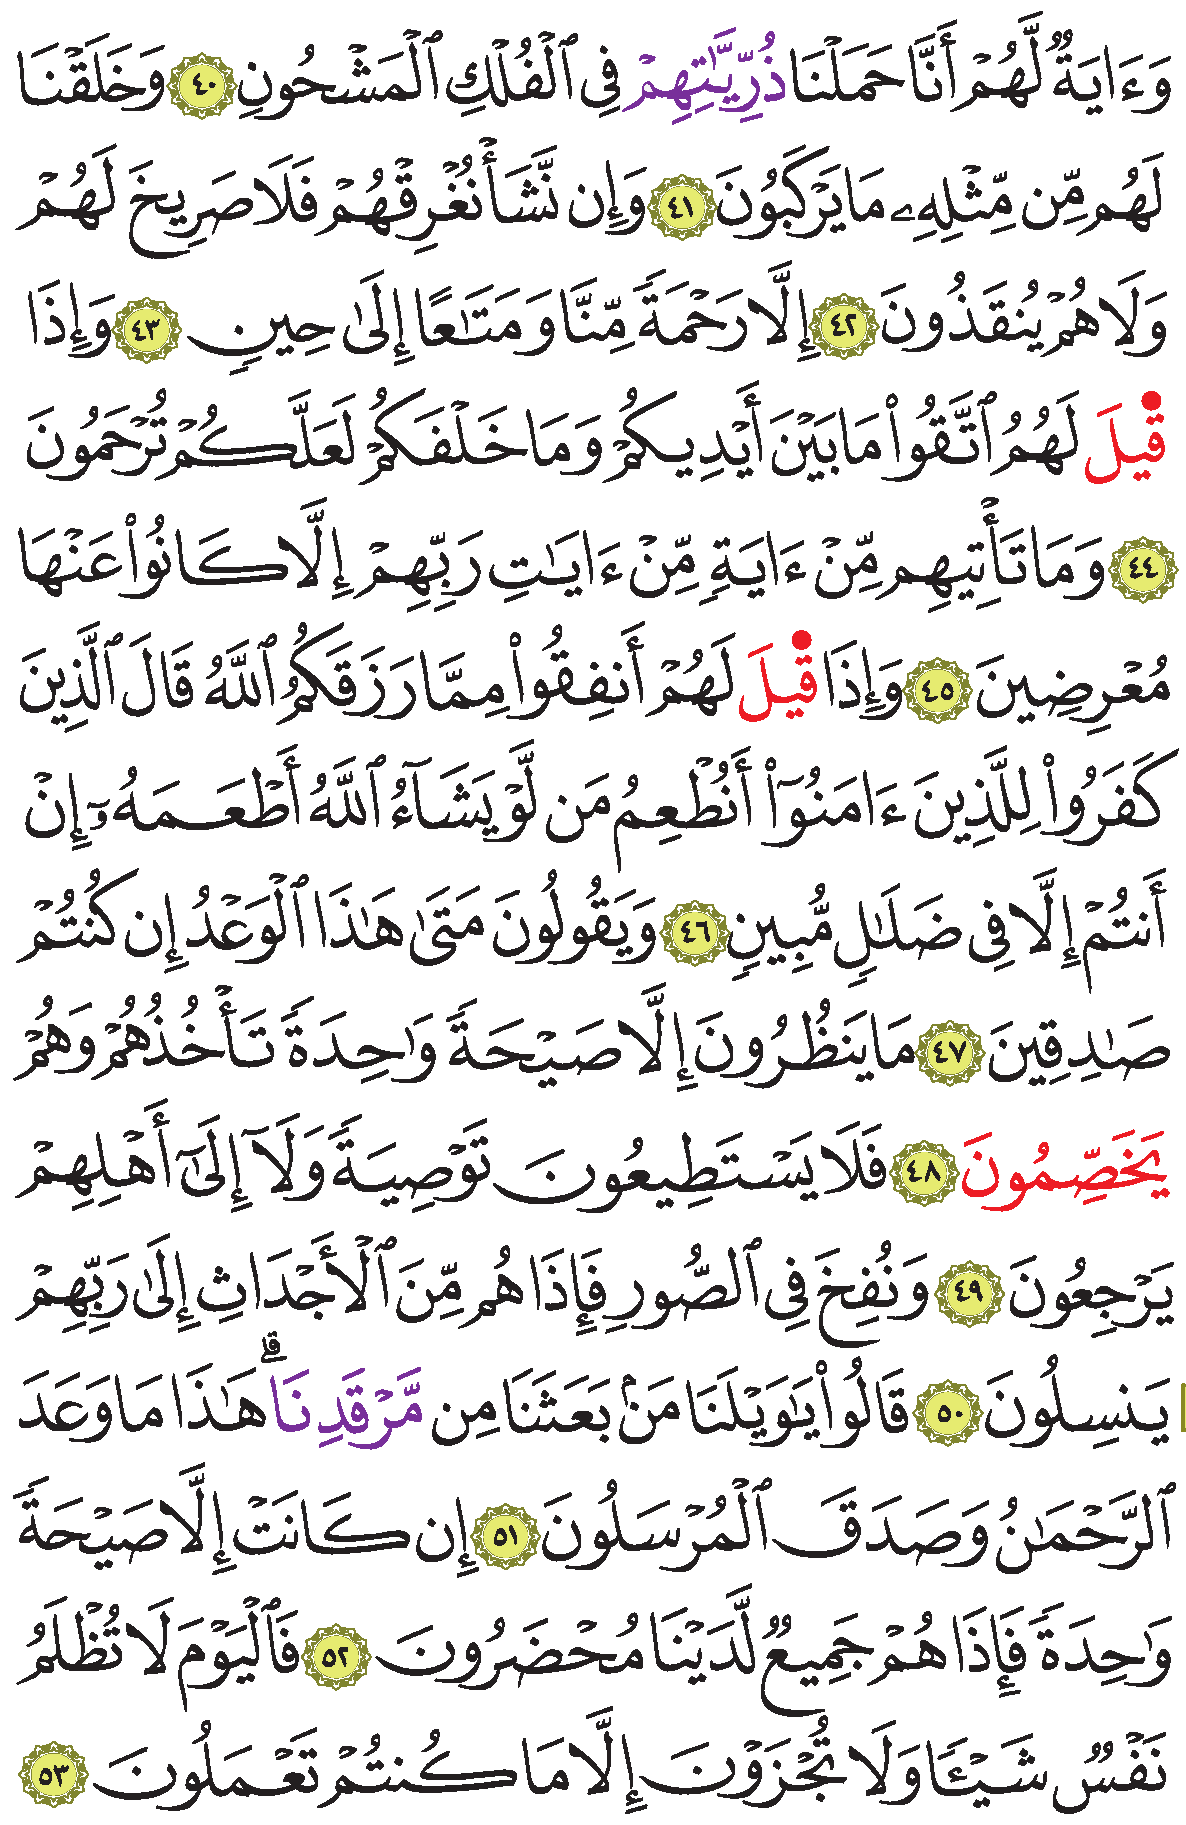 وَءَايَةٌ لَّهُمْ أَنَّا حَمَلْنَا ذُرِّيَّٰتِهِمْ فِي ٱلْفُلْكِ ٱلْمَشْحُونِ ٤٠ وَخَلَقْنَا
لَهُم مِّن مِّثْلِهِۦ مَا يَرْكَبُونَ ٤١ وَإِن نَّشَأْ نُغْرِقْهُمْ فَلَا صَرِيخَ لَهُمْ
وَلَا هُمْ يُنقَذُونَ ٤٢ إِلَّا رَحْمَةً مِّنَّا وَمَتَٰعًا إِلَىٰ حِينٍ ٤٣ وَإِذَا
قِيلَ لَهُمُ ٱتَّقُوا۟ مَا بَيْنَ أَيْدِيكُمْ وَمَا خَلْفَكُمْ لَعَلَّكُمْ تُرْحَمُونَ
٤٤ وَمَا تَأْتِيهِم مِّنْ ءَايَةٍ مِّنْ ءَايَٰتِ رَبِّهِمْ إِلَّا كَانُوا۟ عَنْهَا
مُعْرِضِينَ ٤٥ وَإِذَا قِيلَ لَهُمْ أَنفِقُوا۟ مِمَّا رَزَقَكُمُ ٱللَّهُ قَالَ ٱلَّذِينَ
كَفَرُوا۟ لِلَّذِينَ ءَامَنُوٓا۟ أَنُطْعِمُ مَن لَّوْ يَشَآءُ ٱللَّهُ أَطْعَمَهُۥٓ إِنْ
أَنتُمْ إِلَّا فِي ضَلَٰلٍ مُّبِينٍ ٤٦ وَيَقُولُونَ مَتَىٰ هَٰذَا ٱلْوَعْدُ إِن كُنتُمْ
صَٰدِقِينَ ٤٧ مَا يَنظُرُونَ إِلَّا صَيْحَةً وَٰحِدَةً تَأْخُذُهُمْ وَهُمْ
يَخَصِّمُونَ ٤٨ فَلَا يَسْتَطِيعُونَ تَوْصِيَةً وَلَآ إِلَىٰٓ أَهْلِهِمْ
يَرْجِعُونَ ٤٩ وَنُفِخَ فِي ٱلصُّورِ فَإِذَا هُم مِّنَ ٱلْأَجْدَاثِ إِلَىٰ رَبِّهِمْ
يَنسِلُونَ ٥٠ قَالُوا۟ يَٰوَيْلَنَا مَنۢ بَعَثَنَا مِن مَّرْقَدِنَاۗ هَٰذَا مَا وَعَدَ
ٱلرَّحْمَٰنُ وَصَدَقَ ٱلْمُرْسَلُونَ ٥١ إِن كَانَتْ إِلَّا صَيْحَةً
وَٰحِدَةً فَإِذَا هُمْ جَمِيعٌ لَّدَيْنَا مُحْضَرُونَ ٥٢ فَٱلْيَوْمَ لَا تُظْلَمُ
نَفْسٌ شَيْـًٔا وَلَا تُجْزَوْنَ إِلَّا مَا كُنتُمْ تَعْمَلُونَ ٥٣